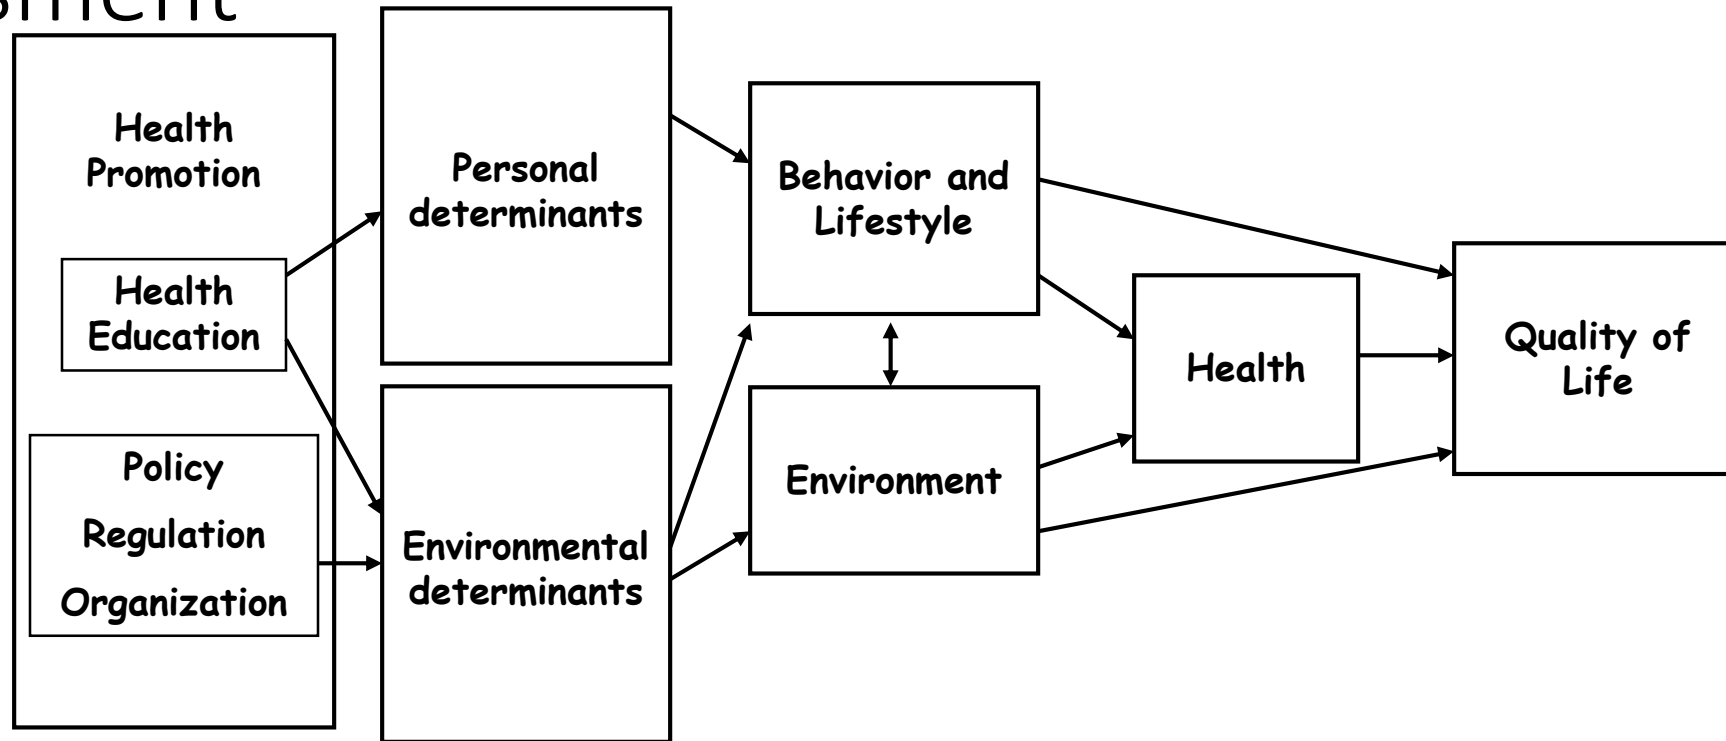 Health
Promotion
Health
Education
Policy
Regulation
Organization
Personal
determinants
Environmental
determinants
Behavior and
Lifestyle
Environment
Health
Quality of
Life